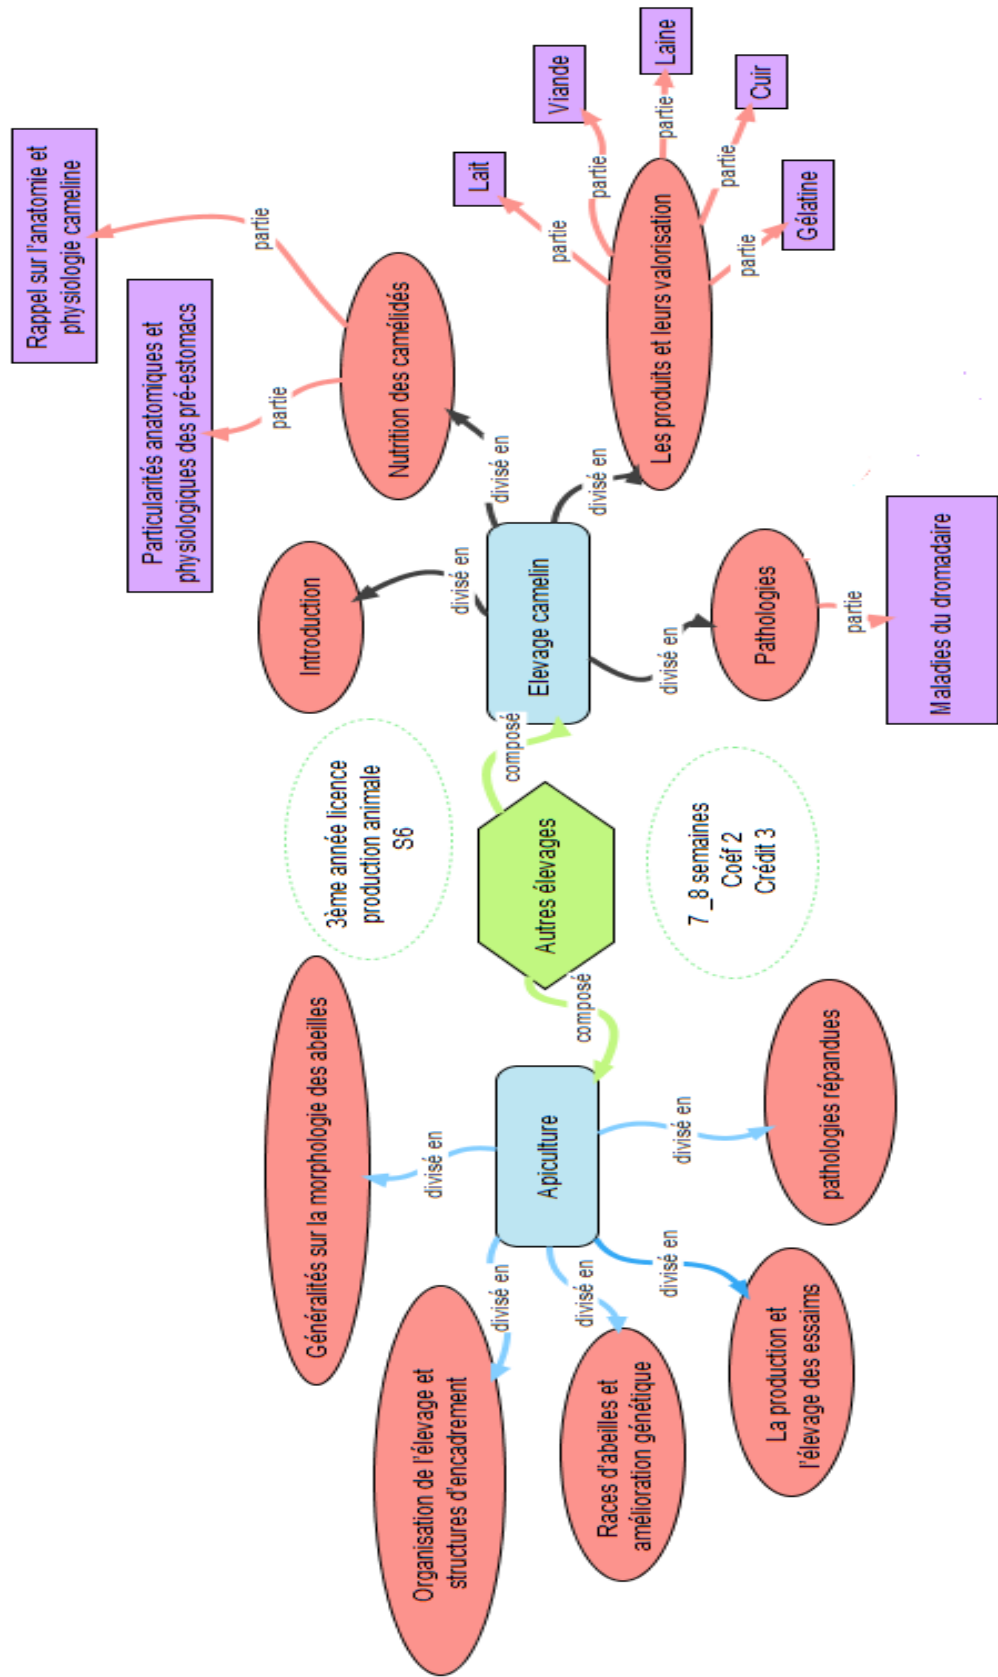 Généralités sur la morphologie des abeilles
divisé en
Organisation de l'élevage et
structures d'encadrement
divisé en
Races d'abeilles et
amélioration génétique
divisé en
La production et
l'élevage des essaims
divisé en
pathologies répandues
divisé en
Apiculture
composé
Autres élevages
3ème année licence
production animale
S6
7_8 semaines
Coéf 2
Crédit 3
composé
Elevage camelin
divisé en
Introduction
divisé en
Nutrition des camélidés
partie
Particularités anatomiques et
physiologiques des pré-estomacs
partie
Rappel sur l'anatomie et
physiologie cameline
divisé en
Les produits et leurs valorisation
partie
Lait
partie
Viande
partie
Laine
partie
Cuir
partie
Gélatine
divisé en
Pathologies
partie
Maladies du dromadaire